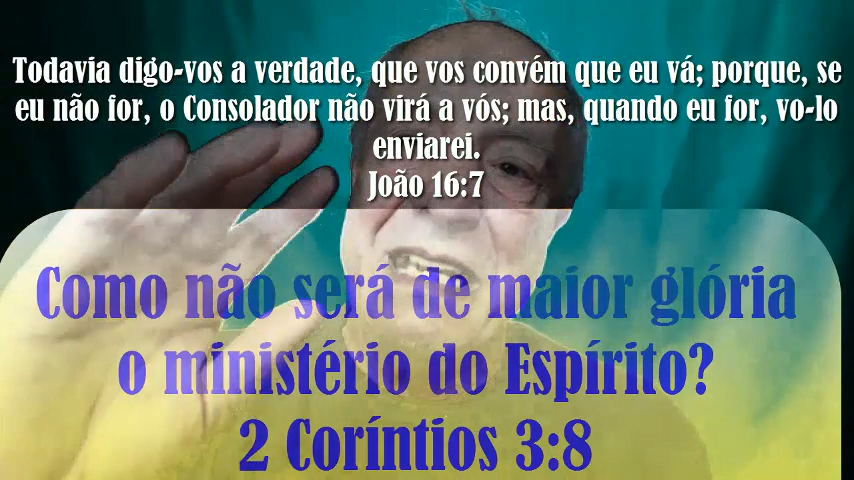 Todavia digo-vos a verdade, que vos convém que eu vá; porque, se
eu não for, o Consolador não virá a vós; mas, quando eu for, vo-lo
enviarei.
João 16:7
Como não será de maior glória
o ministério do Espírito?
2 Coríntios 3:8